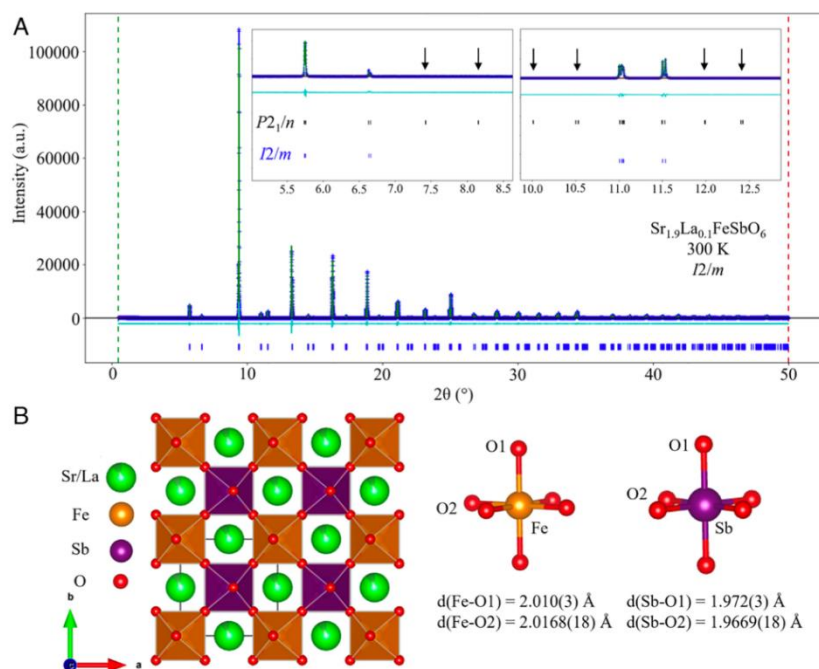 A
Intensity (a.u.)
100000
80000
60000
40000
20000
0
P2₁/n
I2/m
5.5 6.0 6.5 7.0 7.5 8.0 8.5
10.0 10.5 11.0 11.5 12.0 12.5
Sr₁.₉La₀.₁FeSbO₆
300 K
I2/m
0 10 20 30 40 50
2θ (°)
B
Sr/La
Fe
Sb
O
b
a
O1
O2
Fe
d(Fe-O1) = 2.010(3) Å
d(Fe-O2) = 2.0168(18) Å
O1
O2
Sb
d(Sb-O1) = 1.972(3) Å
d(Sb-O2) = 1.9669(18) Å